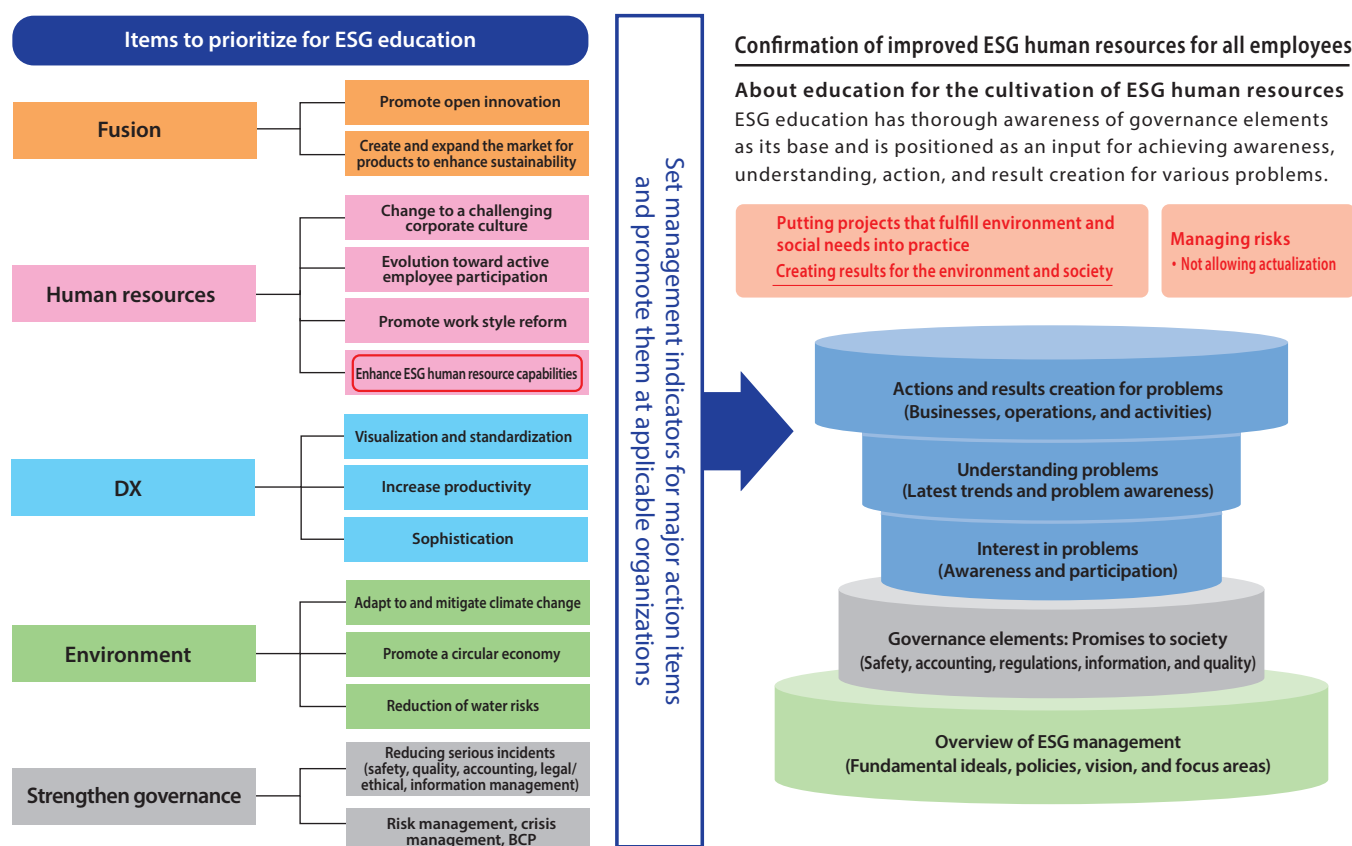 Items to prioritize for ESG education
Fusion
Promote open innovation
Create and expand the market for
products to enhance sustainability
Human resources
Change to a challenging
corporate culture
Evolution toward active
employee participation
Promote work style reform
Enhance ESG human resource capabilities
DX
Visualization and standardization
Increase productivity
Sophistication
Environment
Adapt to and mitigate climate change
Promote a circular economy
Reduction of water risks
Strengthen governance
Reducing serious incidents
(safety, quality, accounting, legal/
ethical, information management)
Risk management, crisis
management, BCP
Set management indicators for major action items
and promote them at applicable organizations
Confirmation of improved ESG human resources for all employees
About education for the cultivation of ESG human resources
ESG education has thorough awareness of governance elements
as its base and is positioned as an input for achieving awareness,
understanding, action, and result creation for various problems.
Putting projects that fulfill environment and
social needs into practice
Creating results for the environment and society
Managing risks
• Not allowing actualization
Actions and results creation for problems
(Businesses, operations, and activities)
Understanding problems
(Latest trends and problem awareness)
Interest in problems
(Awareness and participation)
Governance elements: Promises to society
(Safety, accounting, regulations, information, and quality)
Overview of ESG management
(Fundamental ideals, policies, vision, and focus areas)